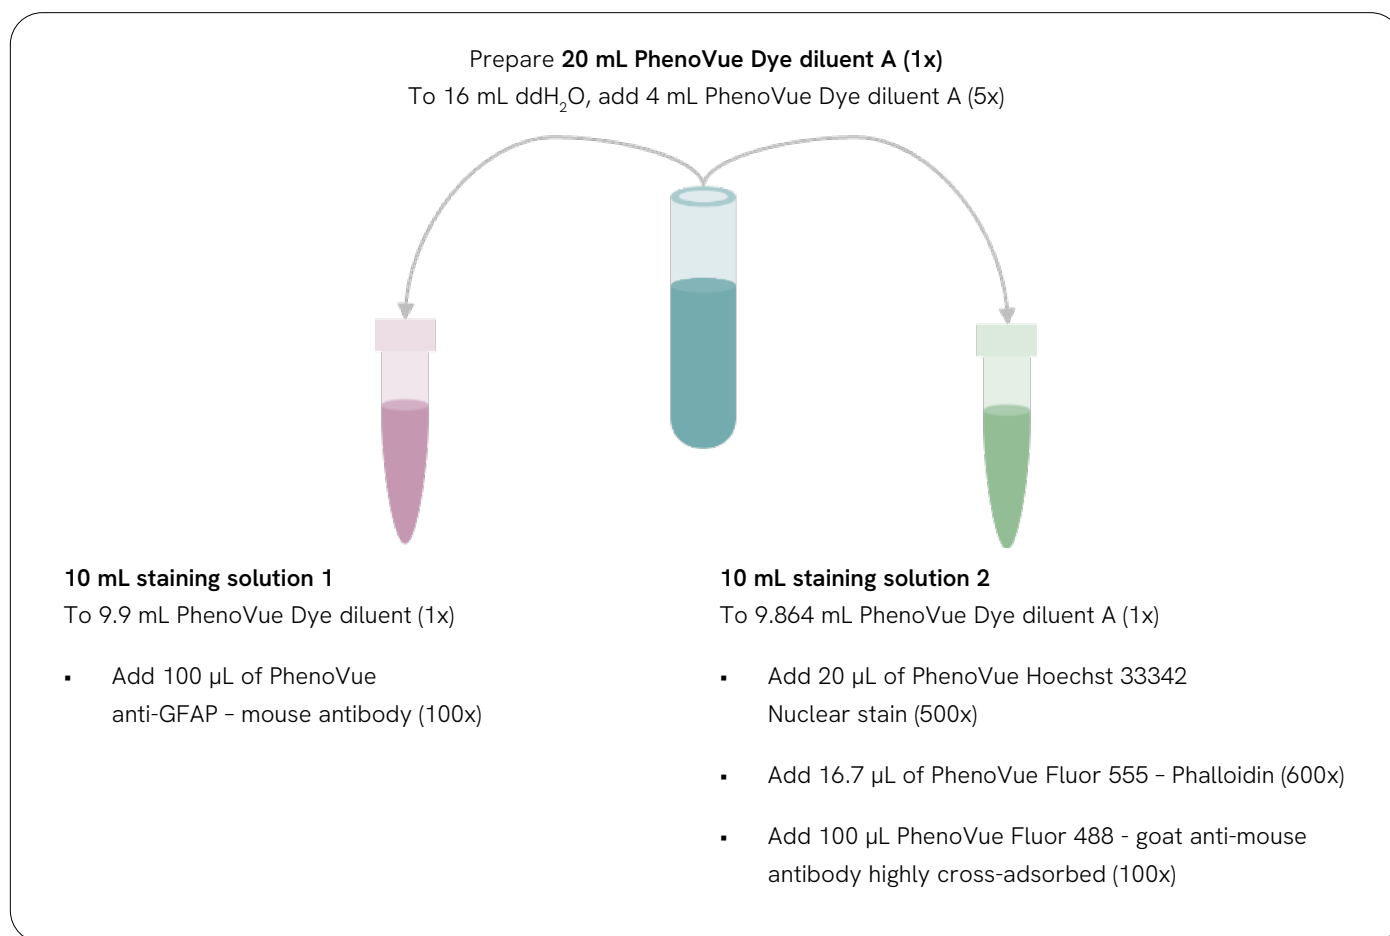 Prepare 20 mL PhenoVue Dye diluent A (1x)
To 16 mL ddH₂O, add 4 mL PhenoVue Dye diluent A (5x)
10 mL staining solution 1
To 9.9 mL PhenoVue Dye diluent (1x)
▪ Add 100 µL of PhenoVue
anti-GFAP – mouse antibody (100x)
10 mL staining solution 2
To 9.864 mL PhenoVue Dye diluent A (1x)
▪ Add 20 µL of PhenoVue Hoechst 33342
Nuclear stain (500x)
▪ Add 16.7 µL of PhenoVue Fluor 555 – Phalloidin (600x)
▪ Add 100 µL PhenoVue Fluor 488 - goat anti-mouse
antibody highly cross-adsorbed (100x)